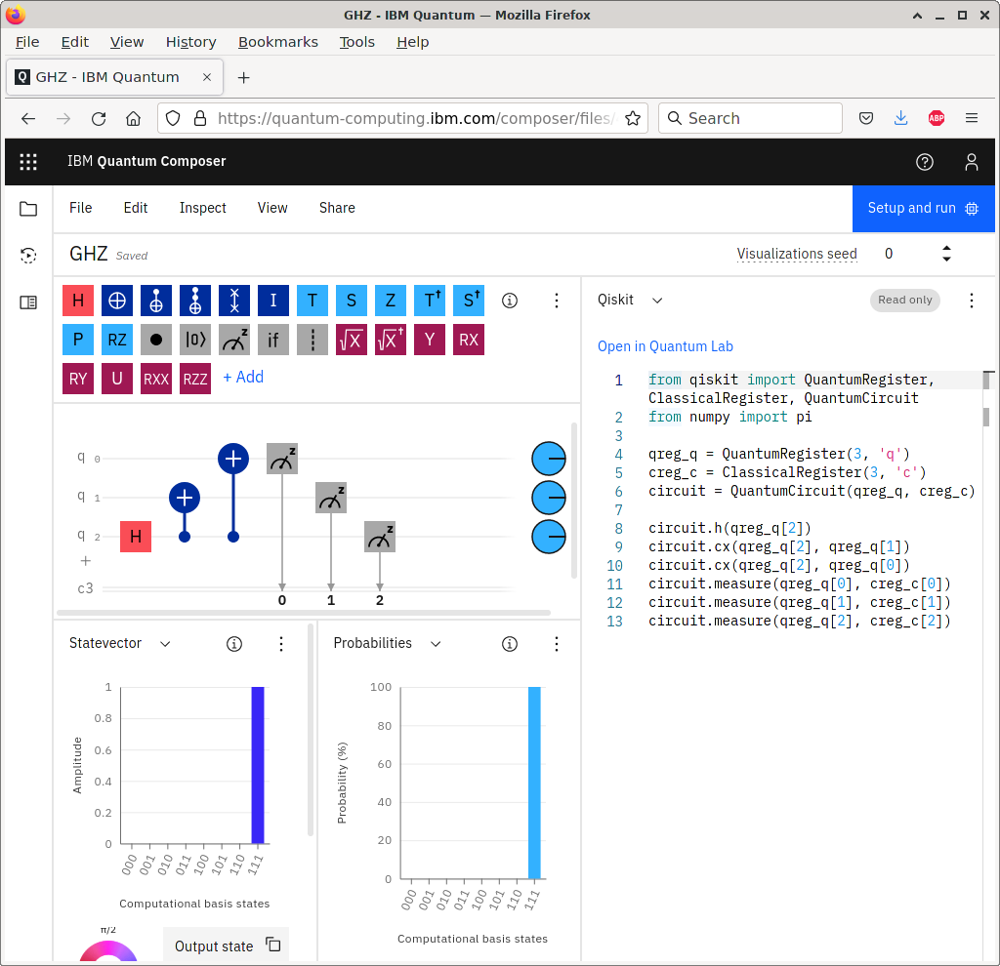 GHZ - IBM Quantum — Mozilla Firefox
File Edit View History Bookmarks Tools Help
Q GHZ - IBM Quantum × +
https://quantum-computing.ibm.com/composer/files/ Search ABP
IBM Quantum Composer
File Edit Inspect View Share Setup and run
GHZ Saved Visualizations seed 0
H I T S Z T† S†
P RZ |0⟩ z if √X √X† Y RX
RY U RXX RZZ + Add
q 0 z
q 1 z
q 2 H z
+
c3
0 1 2
Statevector
1
0.8
0.6
0.4
0.2
0
Amplitude
000 001 010 011 100 101 110 111
Computational basis states
π/2
Output state
Probabilities
100
80
60
40
20
0
Probability (%)
000 001 010 011 100 101 110 111
Computational basis states
Qiskit Read only
Open in Quantum Lab
1 from qiskit import QuantumRegister,
ClassicalRegister, QuantumCircuit
2 from numpy import pi
3
4 qreg_q = QuantumRegister(3, 'q')
5 creg_c = ClassicalRegister(3, 'c')
6 circuit = QuantumCircuit(qreg_q, creg_c)
7
8 circuit.h(qreg_q[2])
9 circuit.cx(qreg_q[2], qreg_q[1])
10 circuit.cx(qreg_q[2], qreg_q[0])
11 circuit.measure(qreg_q[0], creg_c[0])
12 circuit.measure(qreg_q[1], creg_c[1])
13 circuit.measure(qreg_q[2], creg_c[2])